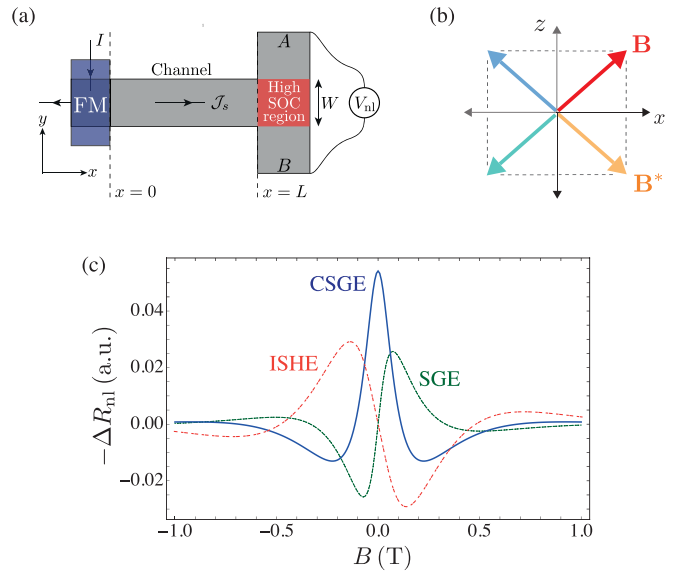 (a)
I
A
Channel
FM
𝒥ₛ
High
SOC
region
W
Vₙₗ
y
x
B
x = 0
x = L
(b)
z
B
x
B*
(c)
CSGE
ISHE
SGE
0.04
0.02
0.00
−0.02
−ΔRₙₗ (a.u.)
−1.0
−0.5
0.0
0.5
1.0
B (T)